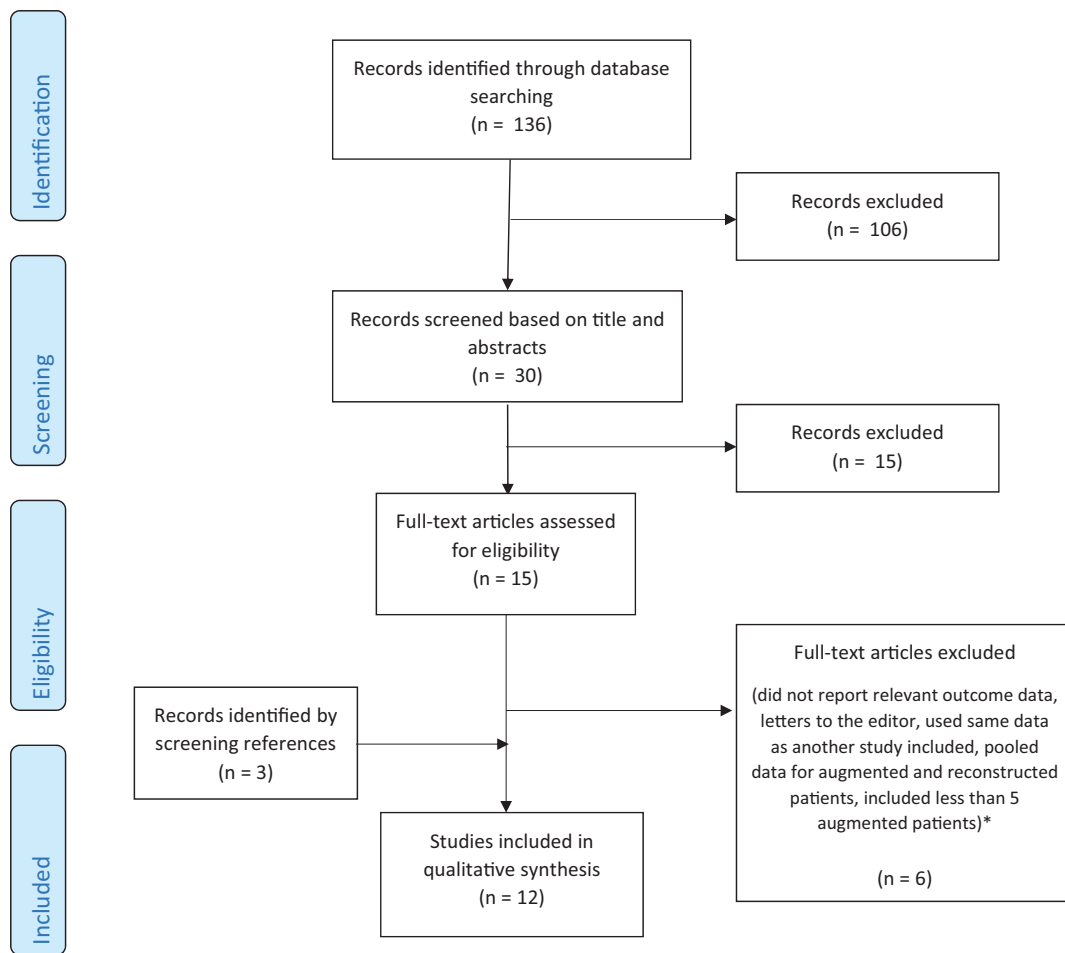 Identification
Records identified through database
searching
(n = 136)
Records excluded
(n = 106)
Screening
Records screened based on title and
abstracts
(n = 30)
Records excluded
(n = 15)
Eligibility
Full-text articles assessed
for eligibility
(n = 15)
Full-text articles excluded
(did not report relevant outcome data,
letters to the editor, used same data
as another study included, pooled
data for augmented and reconstructed
patients, included less than 5
augmented patients)*
(n = 6)
Records identified by
screening references
(n = 3)
Included
Studies included in
qualitative synthesis
(n = 12)